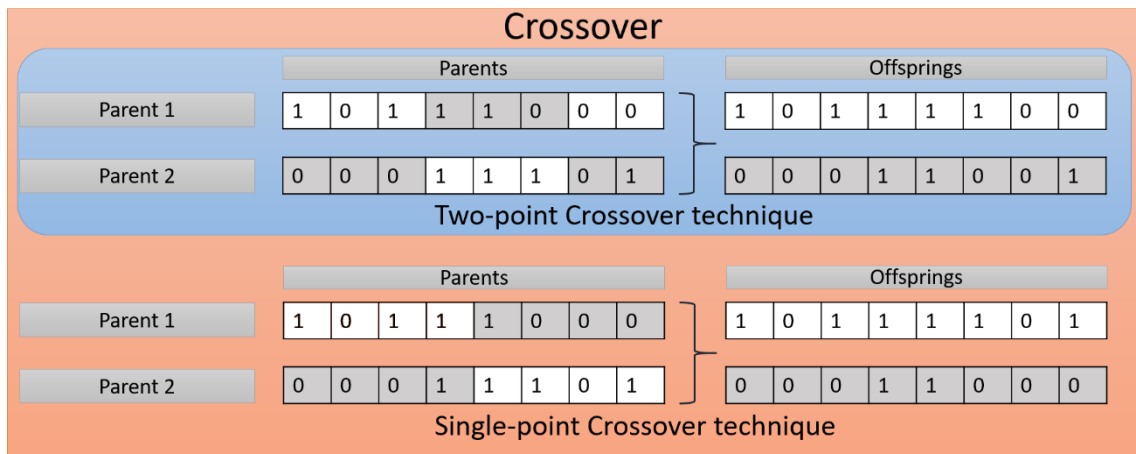 Crossover
Parents Offsprings
Parent 1 1 0 1 1 1 0 0 0 1 0 1 1 1 1 0 0
Parent 2 0 0 0 1 1 1 0 1 0 0 0 1 1 0 0 1
Two-point Crossover technique
Parents Offsprings
Parent 1 1 0 1 1 1 0 0 0 1 0 1 1 1 1 0 1
Parent 2 0 0 0 1 1 1 0 1 0 0 0 1 1 0 0 0
Single-point Crossover technique